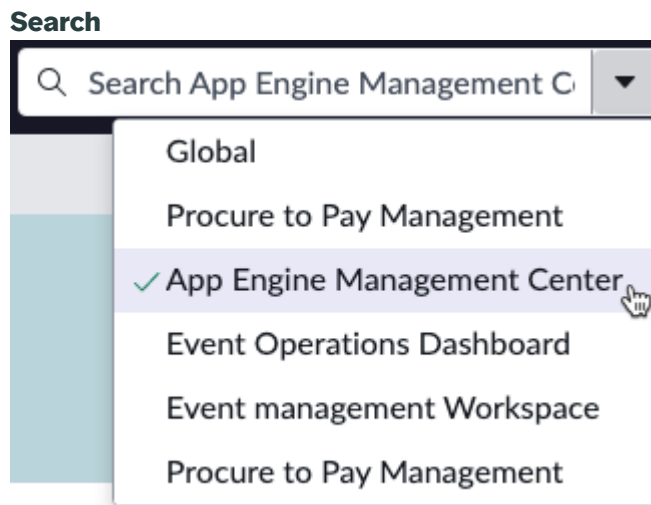 Search
Search App Engine Management C
Global
Procure to Pay Management
App Engine Management Center
Event Operations Dashboard
Event management Workspace
Procure to Pay Management